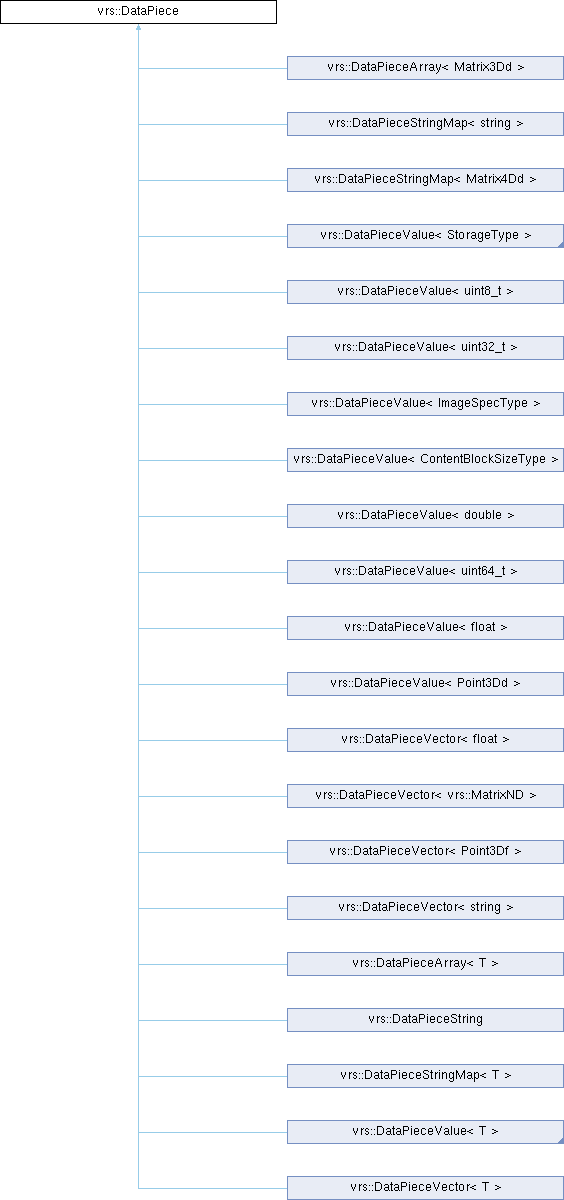 vrs::DataPiece
vrs::DataPieceArray< Matrix3Dd >
vrs::DataPieceStringMap< string >
vrs::DataPieceStringMap< Matrix4Dd >
vrs::DataPieceValue< StorageType >
vrs::DataPieceValue< uint8_t >
vrs::DataPieceValue< uint32_t >
vrs::DataPieceValue< ImageSpecType >
vrs::DataPieceValue< ContentBlockSizeType >
vrs::DataPieceValue< double >
vrs::DataPieceValue< uint64_t >
vrs::DataPieceValue< float >
vrs::DataPieceValue< Point3Dd >
vrs::DataPieceVector< float >
vrs::DataPieceVector< vrs::MatrixND >
vrs::DataPieceVector< Point3Df >
vrs::DataPieceVector< string >
vrs::DataPieceArray< T >
vrs::DataPieceString
vrs::DataPieceStringMap< T >
vrs::DataPieceValue< T >
vrs::DataPieceVector< T >